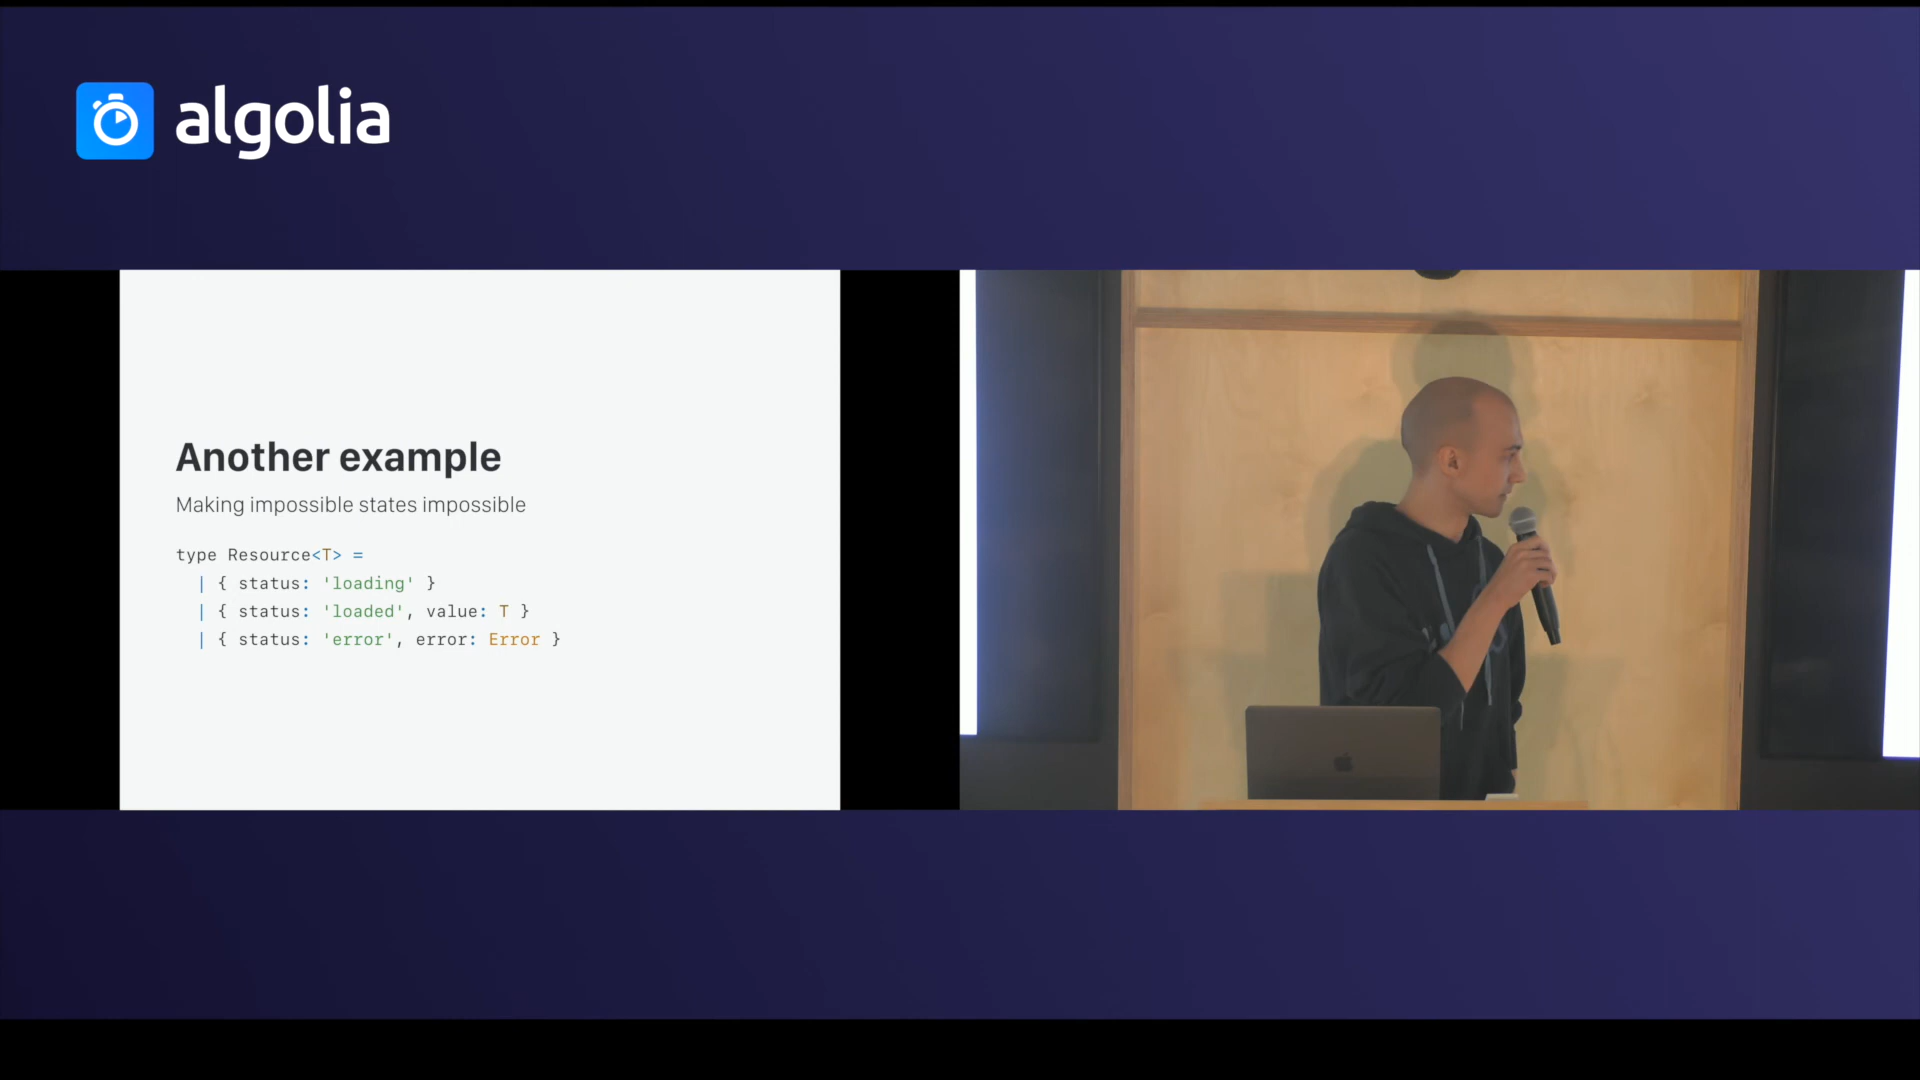 algolia
Another example
Making impossible states impossible
type Resource<T> =
| { status: 'loading' }
| { status: 'loaded', value: T }
| { status: 'error', error: Error }